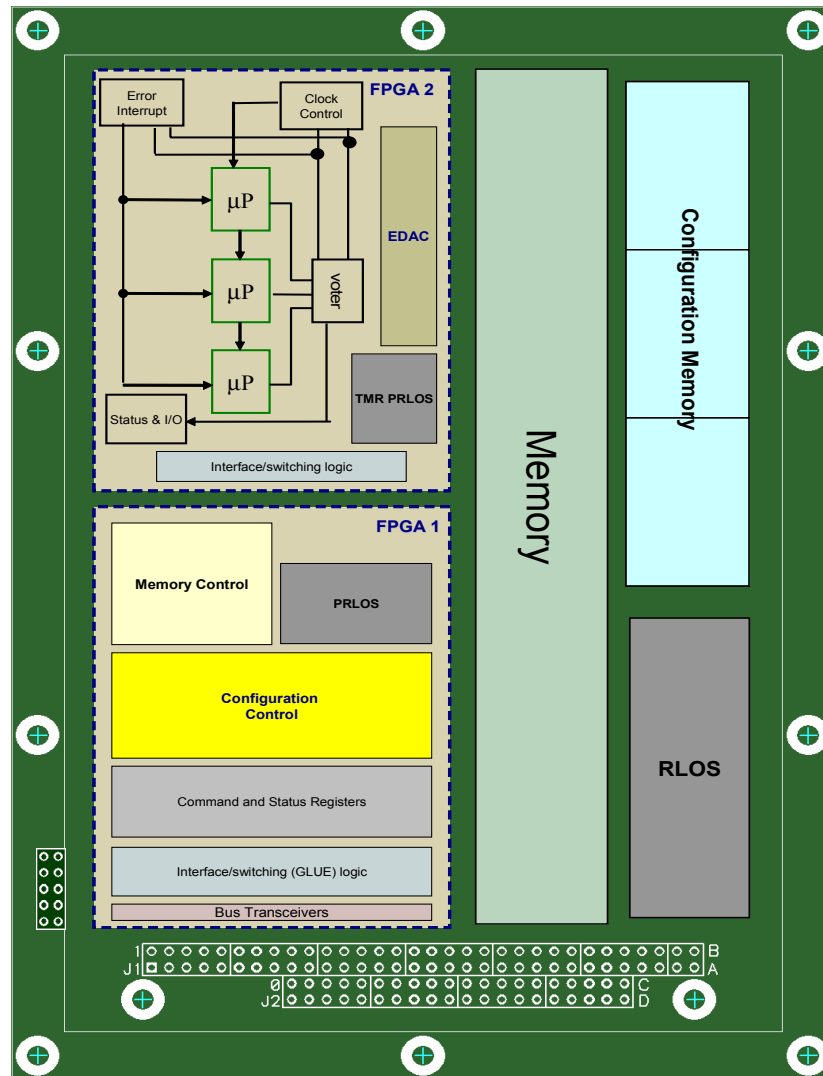 FPGA 2
Error
Interrupt
Clock
Control
µP
EDAC
µP
voter
µP
TMR PRLOS
Status & I/O
Interface/switching logic
FPGA 1
Memory Control
PRLOS
Configuration
Control
Command and Status Registers
Interface/switching (GLUE) logic
Bus Transceivers
Memory
Configuration Memory
RLOS
1 B
J1 A
0 C
J2 D